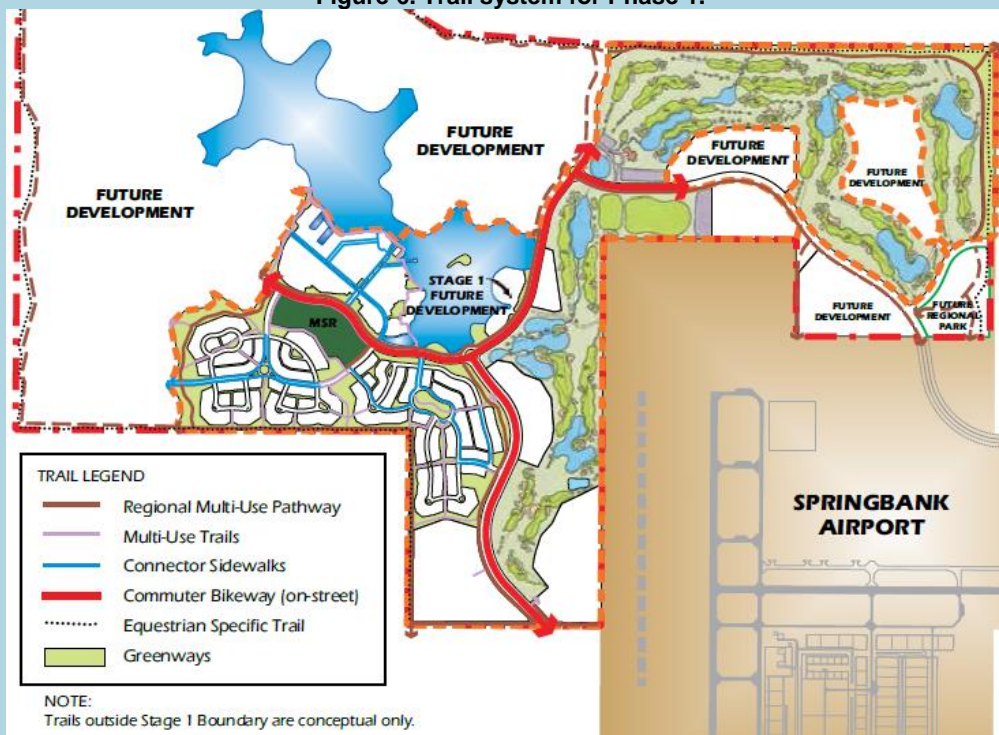 Figure 6. Trail system for Phase 1.
FUTURE
DEVELOPMENT
FUTURE
DEVELOPMENT
FUTURE
DEVELOPMENT
FUTURE
DEVELOPMENT
STAGE 1
FUTURE
DEVELOPMENT
MSR
FUTURE
DEVELOPMENT
FUTURE
REGIONAL
PARK
SPRINGBANK
AIRPORT
TRAIL LEGEND
Regional Multi-Use Pathway
Multi-Use Trails
Connector Sidewalks
Commuter Bikeway (on-street)
Equestrian Specific Trail
Greenways
NOTE:
Trails outside Stage 1 Boundary are conceptual only.